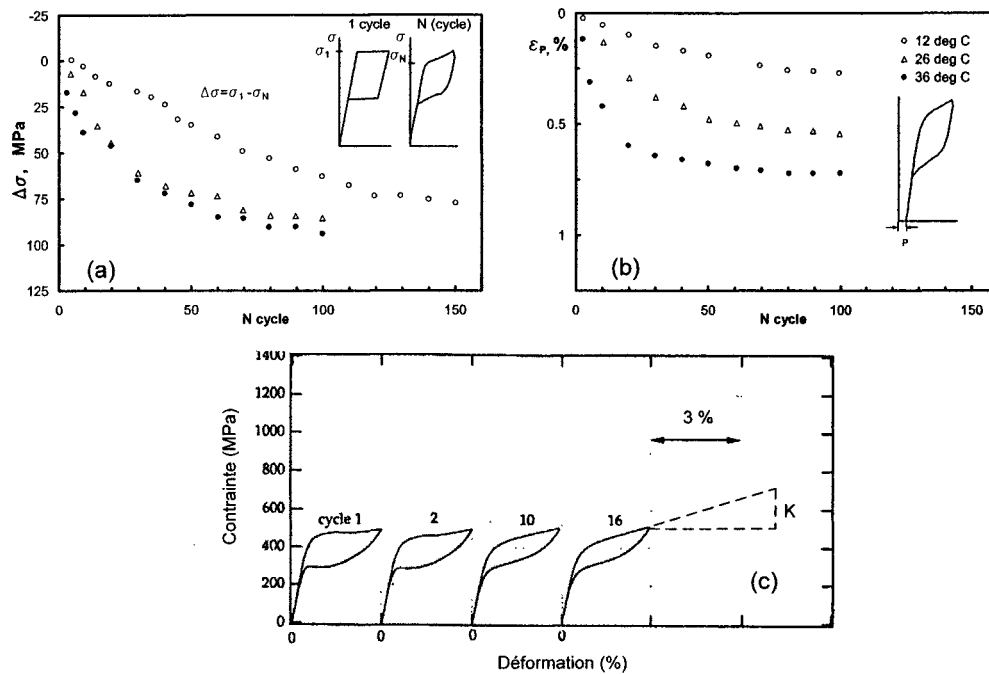 -25
0
25
50
75
100
125
Δσ, MPa
0
50
100
150
N cycle
(a)
Δσ=σ₁-σN
1 cycle
σ
σ₁
N (cycle)
σ
σN
0
εP, %
0.5
1
0
50
100
150
N cycle
(b)
12 deg C
26 deg C
36 deg C
P
1400
1200
1000
800
600
400
200
0
Contrainte (MPa)
cycle 1
2
10
16
3 %
K
(c)
0
0
0
0
Déformation (%)